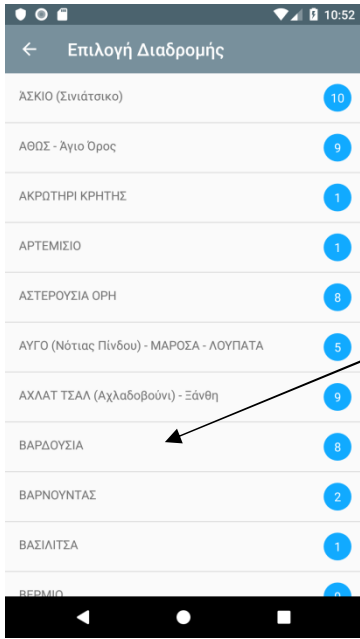 10:52
Επιλογή Διαδρομής
ΆΣΚΙΟ (Σινιάτσικο) 10
ΑΘΩΣ - Άγιο Όρος 9
ΑΚΡΩΤΗΡΙ ΚΡΗΤΗΣ 1
ΑΡΤΕΜΙΣΙΟ 1
ΑΣΤΕΡΟΥΣΙΑ ΟΡΗ 8
ΑΥΓΟ (Νότιας Πίνδου) - ΜΑΡΟΣΑ - ΛΟΥΠΑΤΑ 5
ΑΧΛΑΤ ΤΣΑΛ (Αχλαδοβούνι) - Ξάνθη 9
ΒΑΡΔΟΥΣΙΑ 8
ΒΑΡΝΟΥΝΤΑΣ 2
ΒΑΣΙΛΙΤΣΑ 1
ΒΕΡΜΙΟ